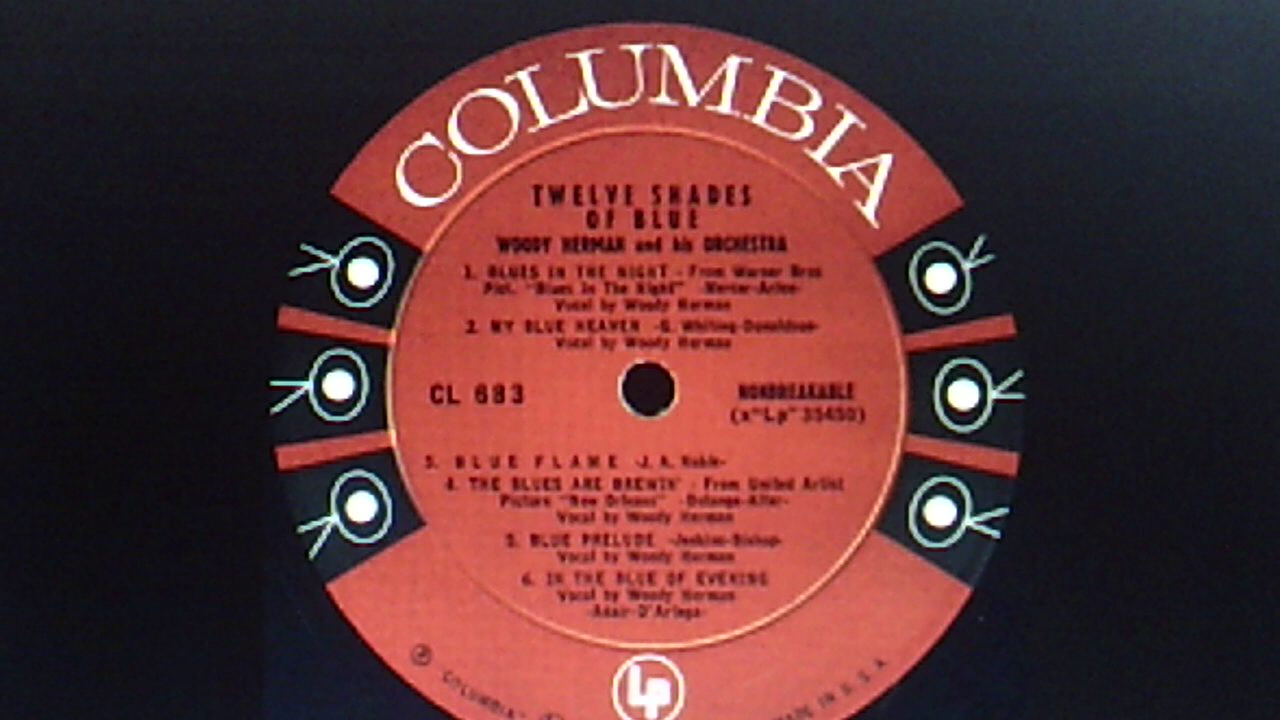 COLUMBIA
TWELVE SHADES
OF BLUE
WOODY HERMAN and his ORCHESTRA
1. BLUES IN THE NIGHT - From Warner Bros
Pict. "Blues In The Night" -Mercer-Arlen-
Vocal by Woody Herman
2. MY BLUE HEAVEN -G. Whiting-Donaldson-
Vocal by Woody Herman
CL 683
NONBREAKABLE
(x"Lp"35450)
3. BLUE FLAME -J. A. Noble-
4. THE BLUES ARE BREWIN' - From United Artist
Picture "New Orleans" -Delange-Alter-
Vocal by Woody Herman
5. BLUE PRELUDE -Jenkins-Bishop-
Vocal by Woody Herman
6. IN THE BLUE OF EVENING
Vocal by Woody Herman
-Adair-D'Artega-
Lp
Ⓟ COLUMBIA"
MADE IN U. S. A.